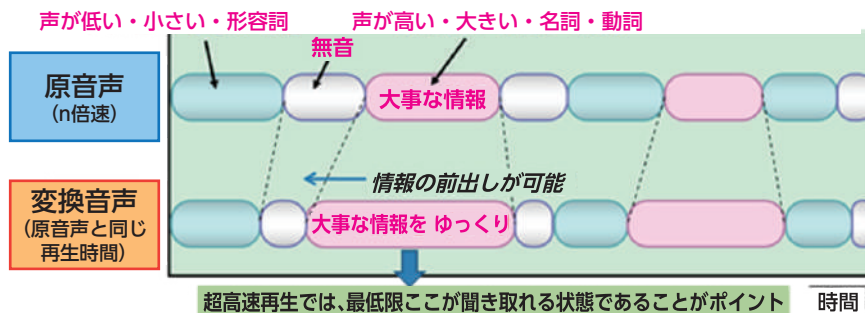 声が低い・小さい・形容詞
声が高い・大きい・名詞・動詞
無音
原音声
(n倍速)
大事な情報
情報の前出しが可能
変換音声
(原音声と同じ
再生時間)
大事な情報を ゆっくり
超高速再生では、最低限ここが聞き取れる状態であることがポイント
時間